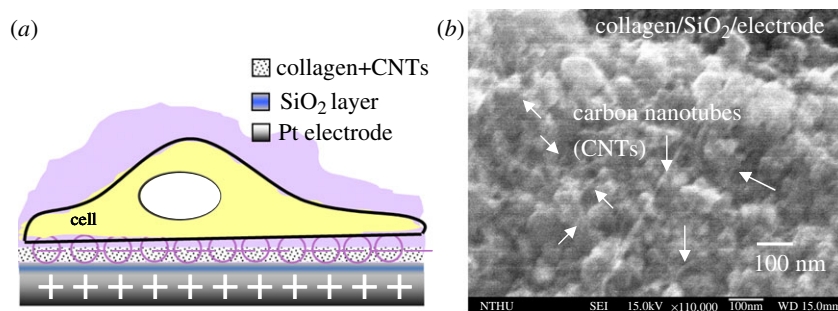 (a)
collagen+CNTs
SiO2 layer
Pt electrode
cell
+ + + + + + + + + +
(b)
collagen/SiO2/electrode
carbon nanotubes
(CNTs)
100 nm
NTHU SEI 15.0kV ×110,000 100nm WD 15.0mm